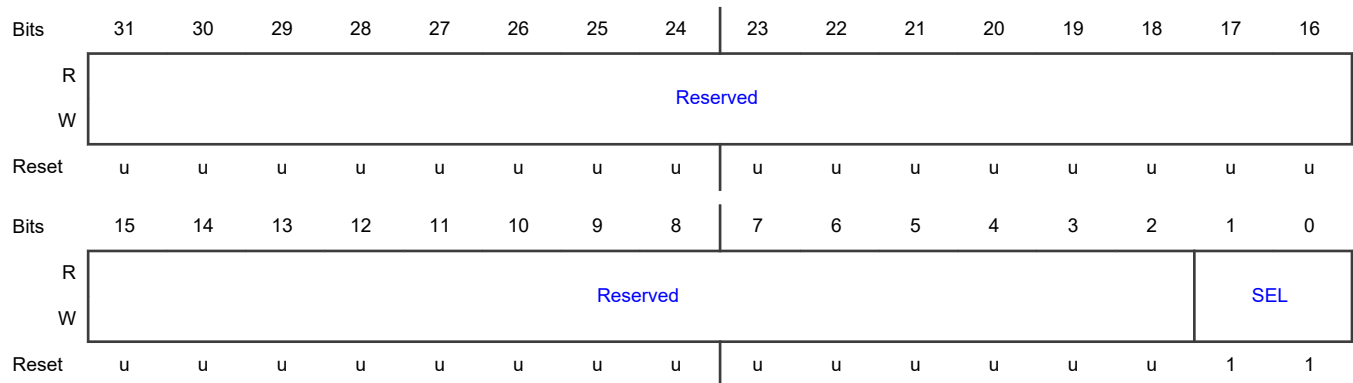 Bits 31 30 29 28 27 26 25 24 23 22 21 20 19 18 17 16
R
Reserved
W
Reset u u u u u u u u u u u u u u u u
Bits 15 14 13 12 11 10 9 8 7 6 5 4 3 2 1 0
R
Reserved SEL
W
Reset u u u u u u u u u u u u u u 1 1